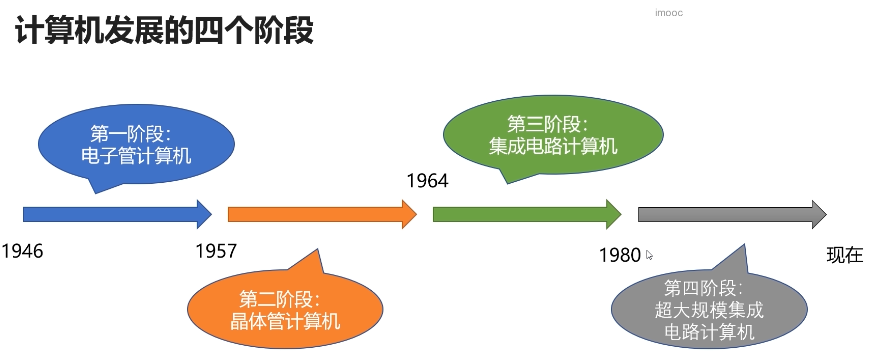 imooc
计算机发展的四个阶段
第一阶段：
电子管计算机
第三阶段：
集成电路计算机
1964
1946
1957
1980
现在
第二阶段：
晶体管计算机
第四阶段：
超大规模集成
电路计算机